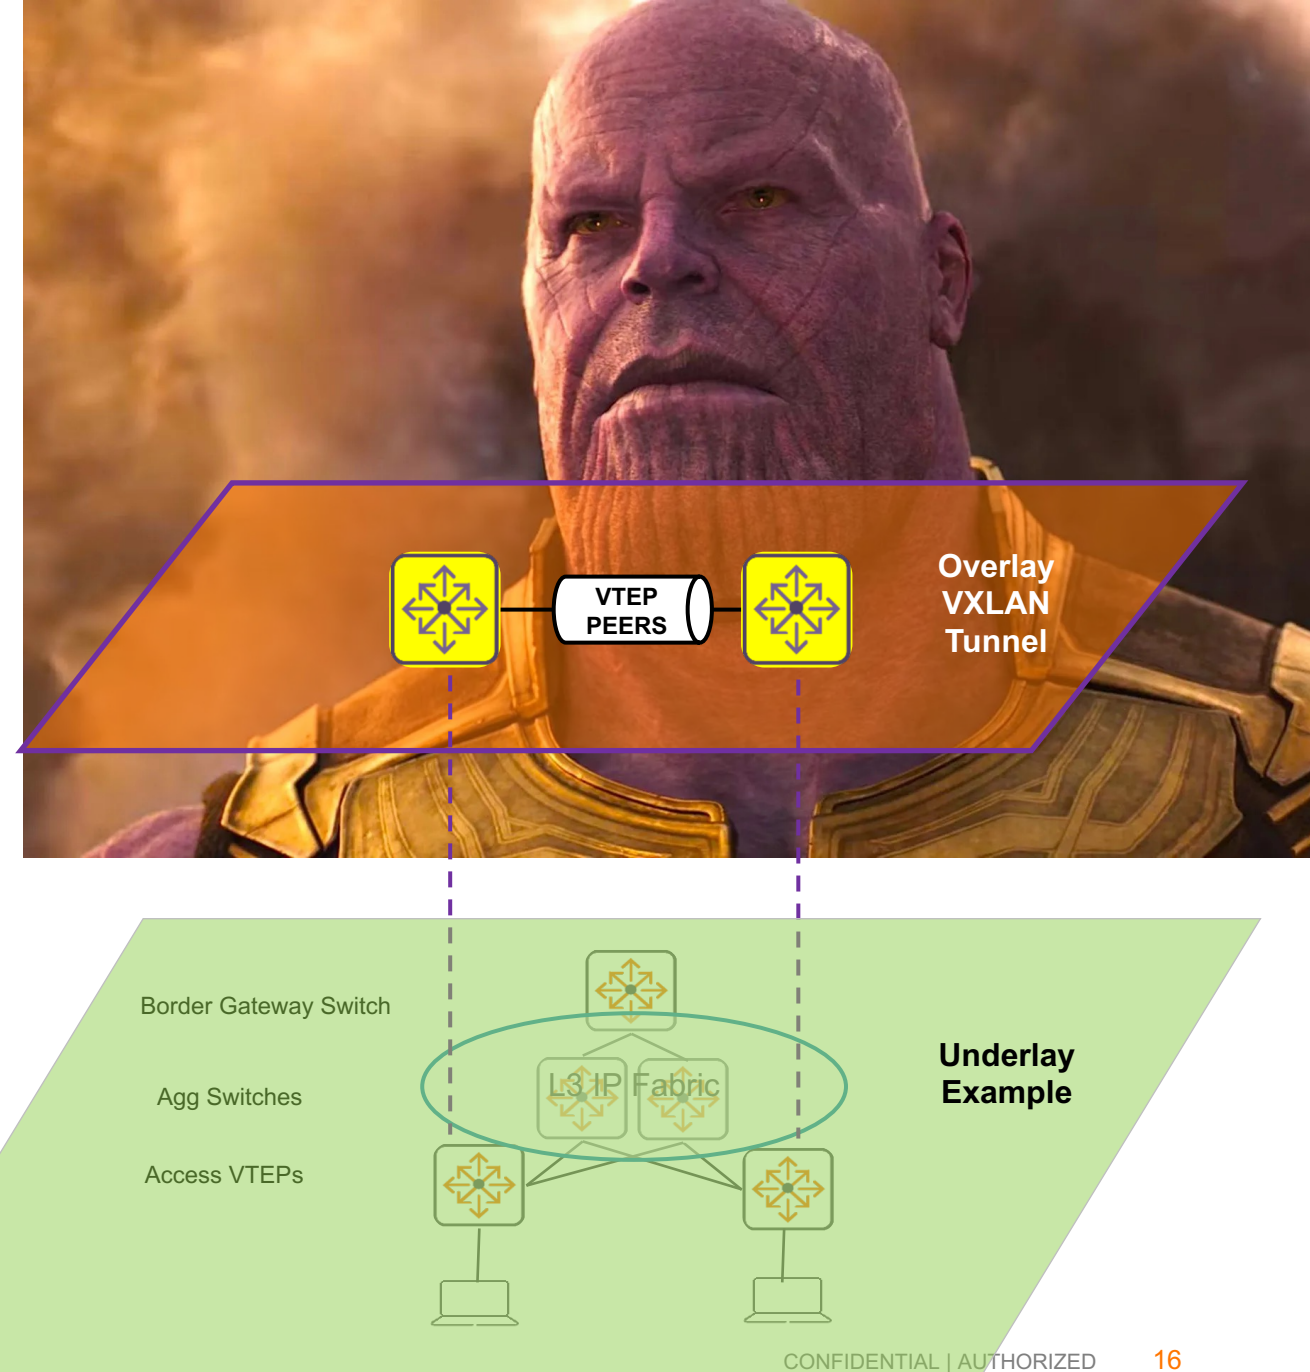 VTEP
PEERS
Overlay
VXLAN
Tunnel
Border Gateway Switch
L3 IP Fabric
Agg Switches
Access VTEPs
Underlay
Example
CONFIDENTIAL | AUTHORIZED
16